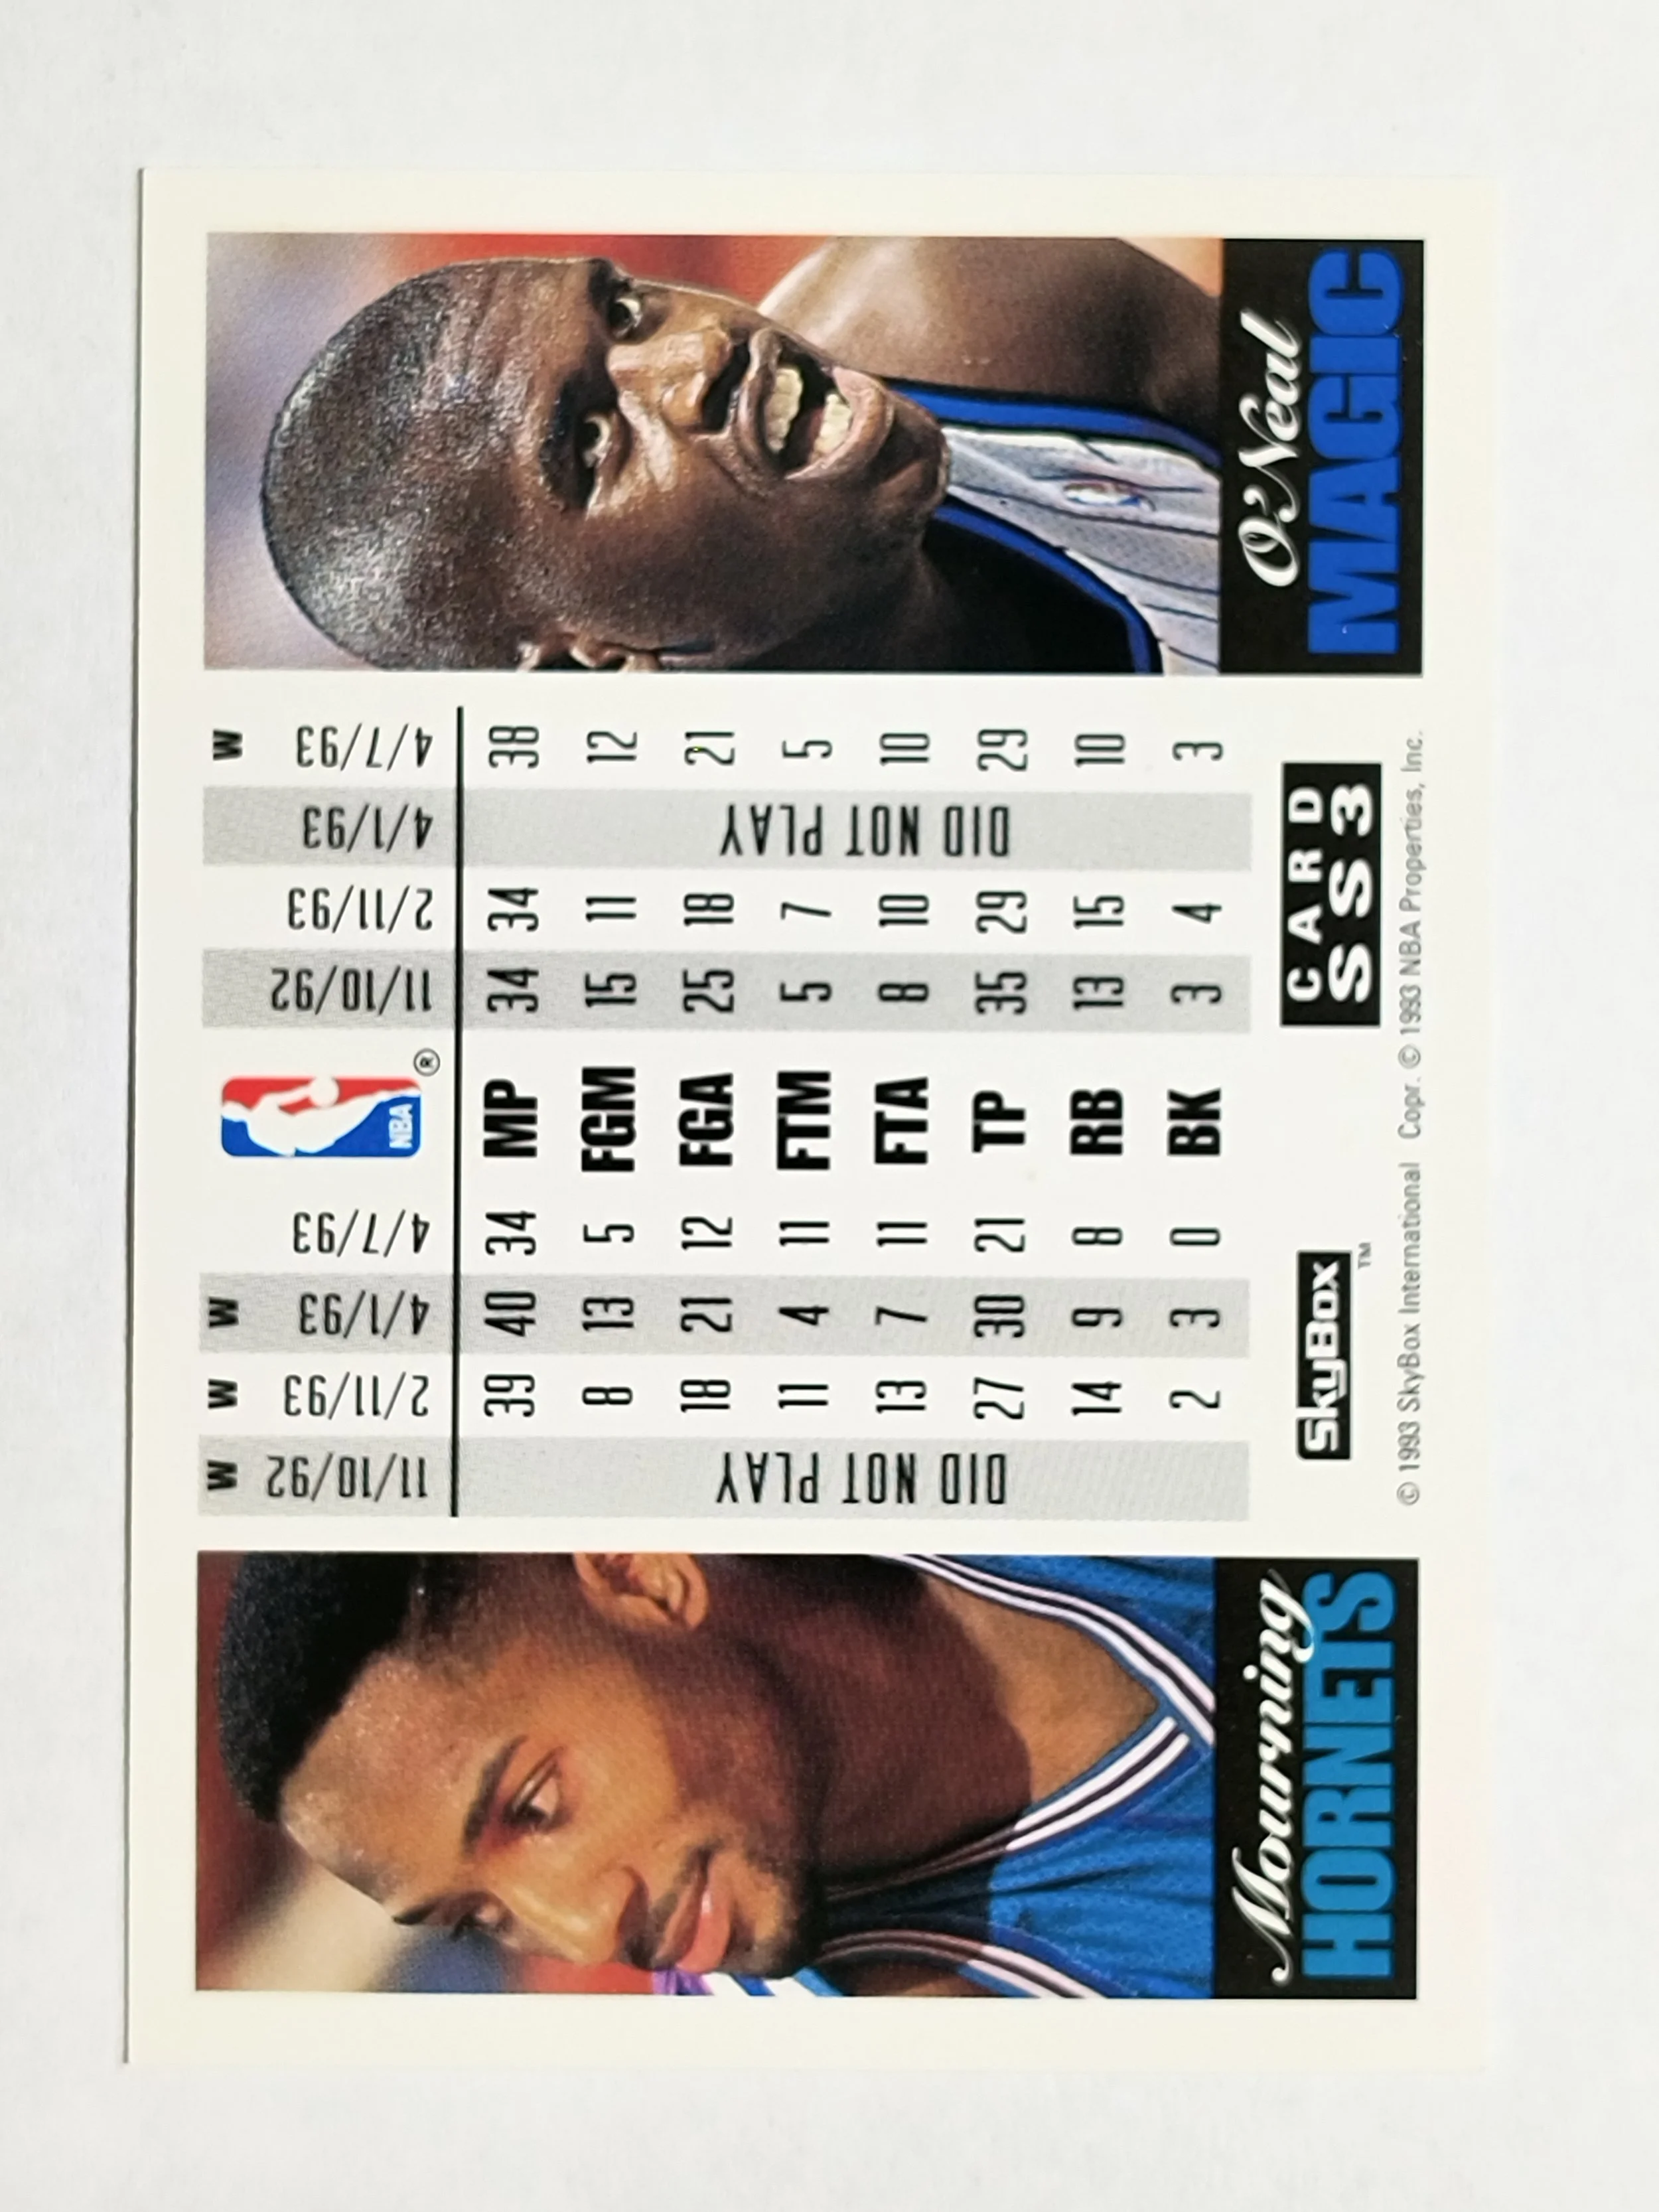 W W W W
11/10/92 2/11/93 4/1/93 4/7/93 NBA ® 11/10/92 2/11/93 4/1/93 4/7/93
39 40 34 MP 34 34 38
8 13 5 FGM 15 11 12
18 21 12 FGA 25 18 21
11 4 11 FTM 5 7 5
13 7 11 FTA 8 10 10
27 30 21 TP 35 29 29
14 9 8 RB 13 15 10
2 3 0 BK 3 4 3
DID NOT PLAY
DID NOT PLAY
Mourning
HORNETS
SkyBox ™
CARD
SS3
O'Neal
MAGIC
© 1993 SkyBox International Copr. © 1993 NBA Properties, Inc.